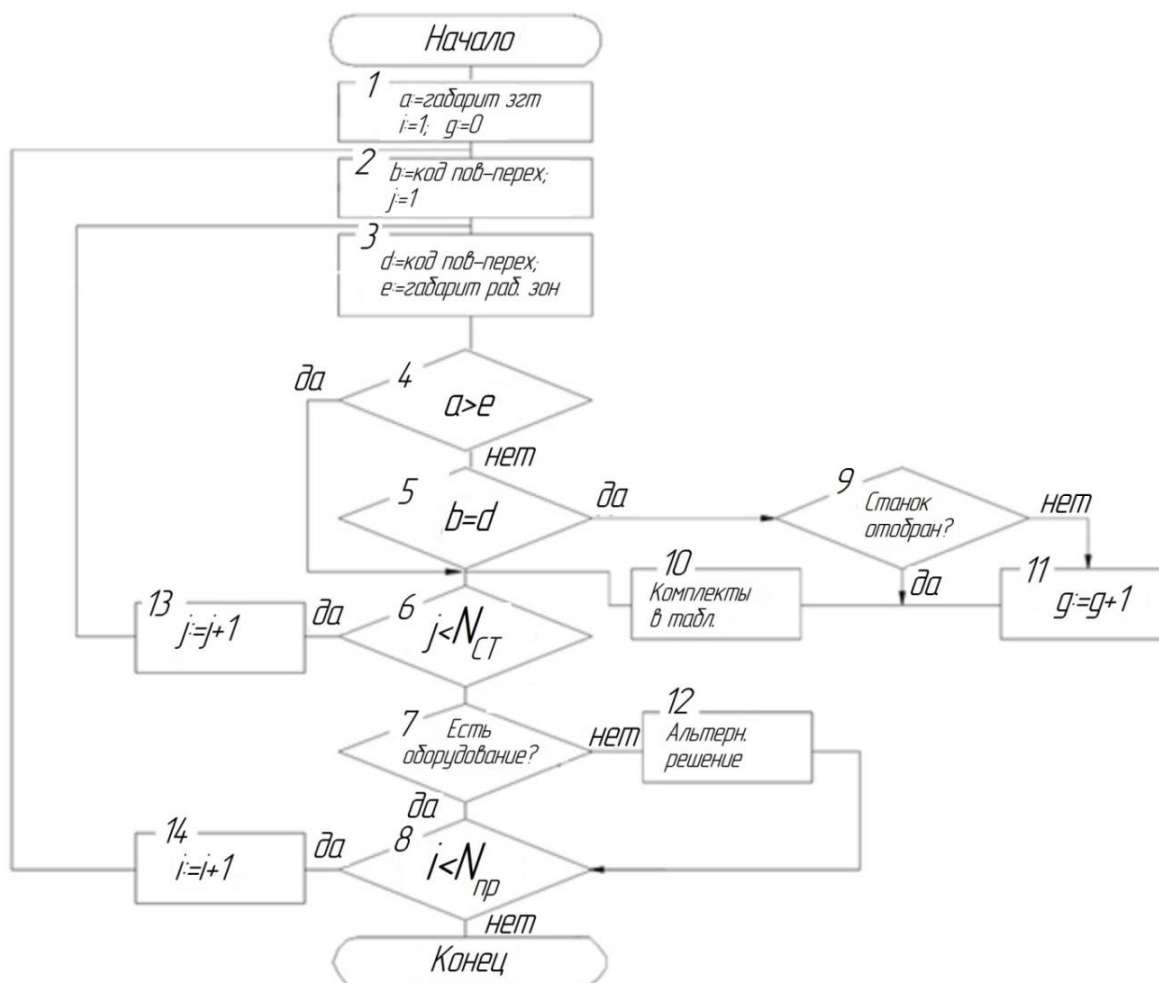 Начало
1
a:=габарит згт
i:=1; g:=0
2
b:=код пов-перех;
j:=1
3
d:=код пов-перех;
e:=габарит раб. зон
да
4
a>e
нет
5
b=d
да
9
Станок
отобран?
нет
да
10
Комплекты
в табл.
11
g:=g+1
13
j:=j+1
да
6
j<NСТ
7
Есть
оборудование?
нет
12
Альтерн.
решение
да
14
i:=i+1
да
8
i<Nпр
нет
Конец